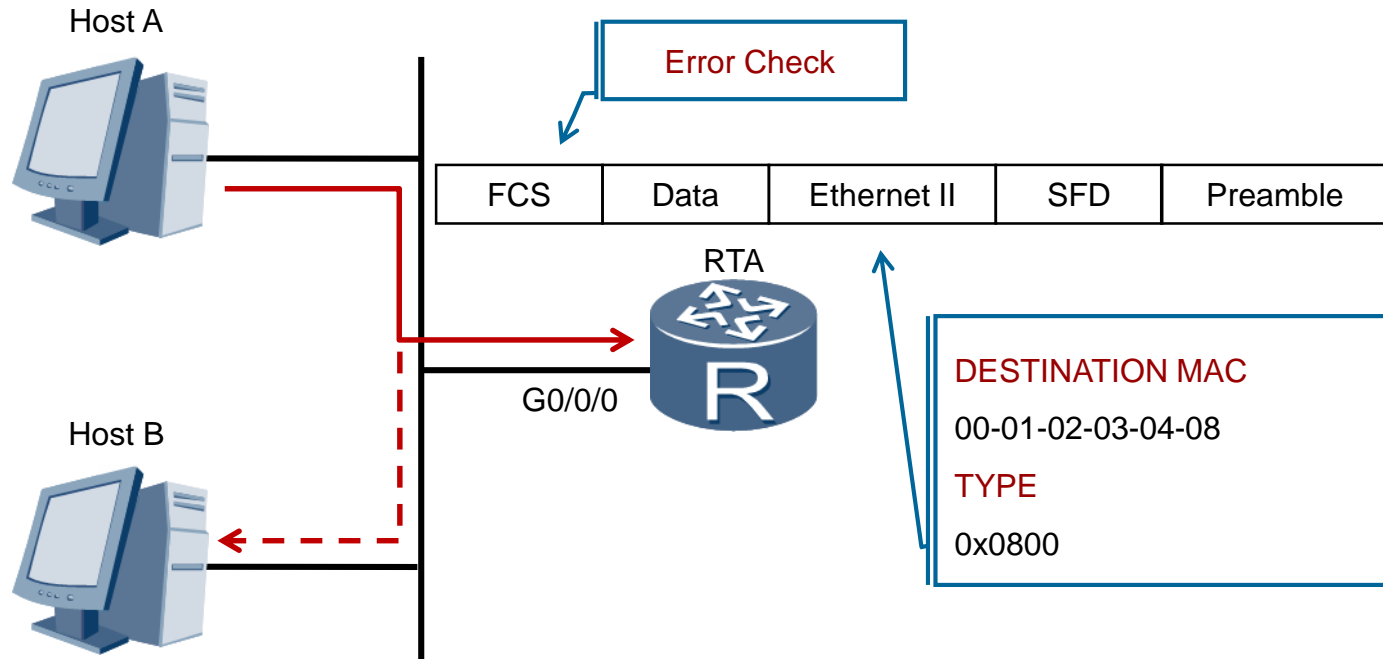 Host A
Error Check
FCS Data Ethernet II SFD Preamble
RTA
R
G0/0/0
DESTINATION MAC
00-01-02-03-04-08
TYPE
0x0800
Host B